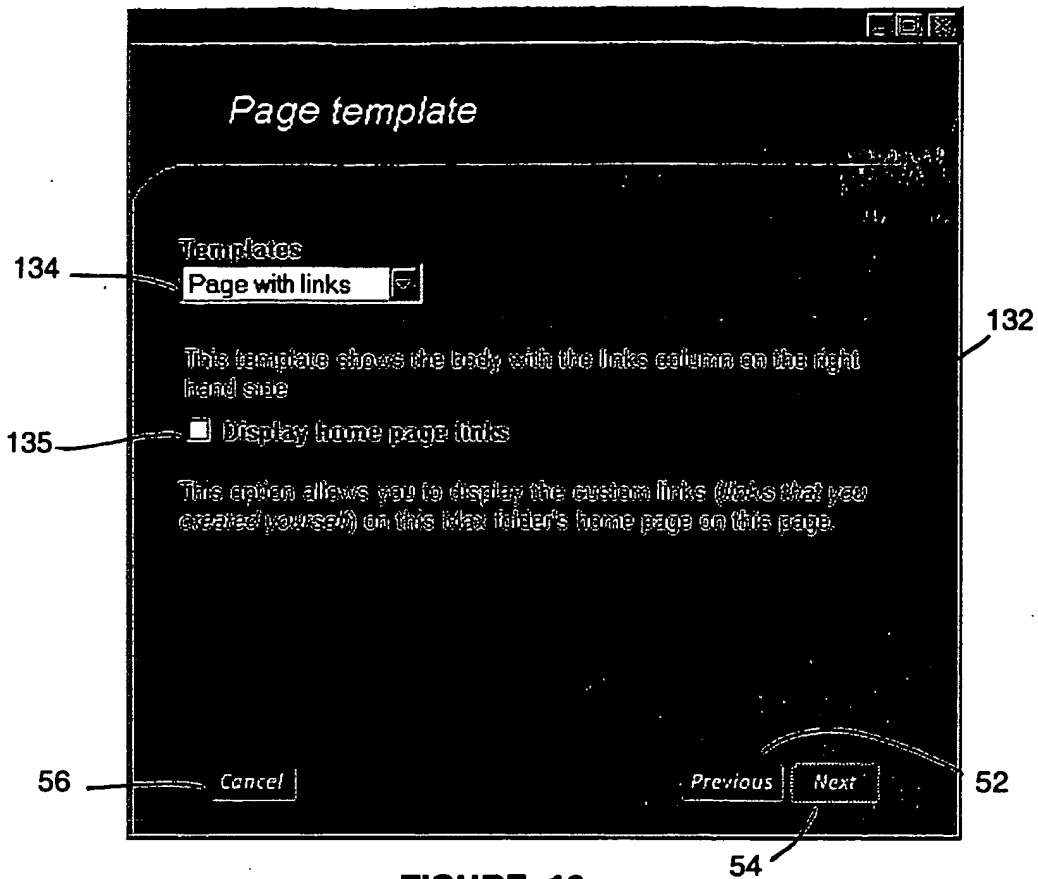 Page template
Templates
134
Page with links
132
This template shows the body with the links column on the right
hand side
135
Display home page links
This option allows you to display the custom links (links that you
created yourself) on this Max folder's home page on this page.
56
Cancel
Previous
Next
52
54